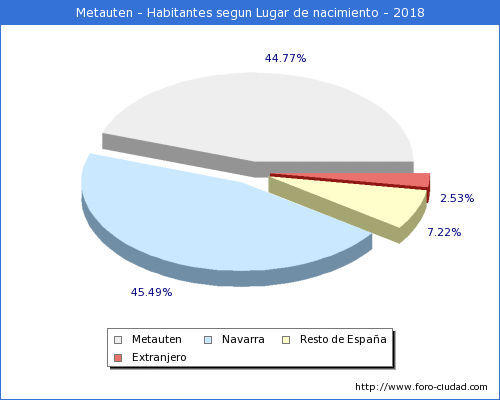 Metauten - Habitantes segun Lugar de nacimiento - 2018
44.77%
2.53%
7.22%
45.49%
Metauten
Navarra
Resto de España
Extranjero
http://www.foro-ciudad.com